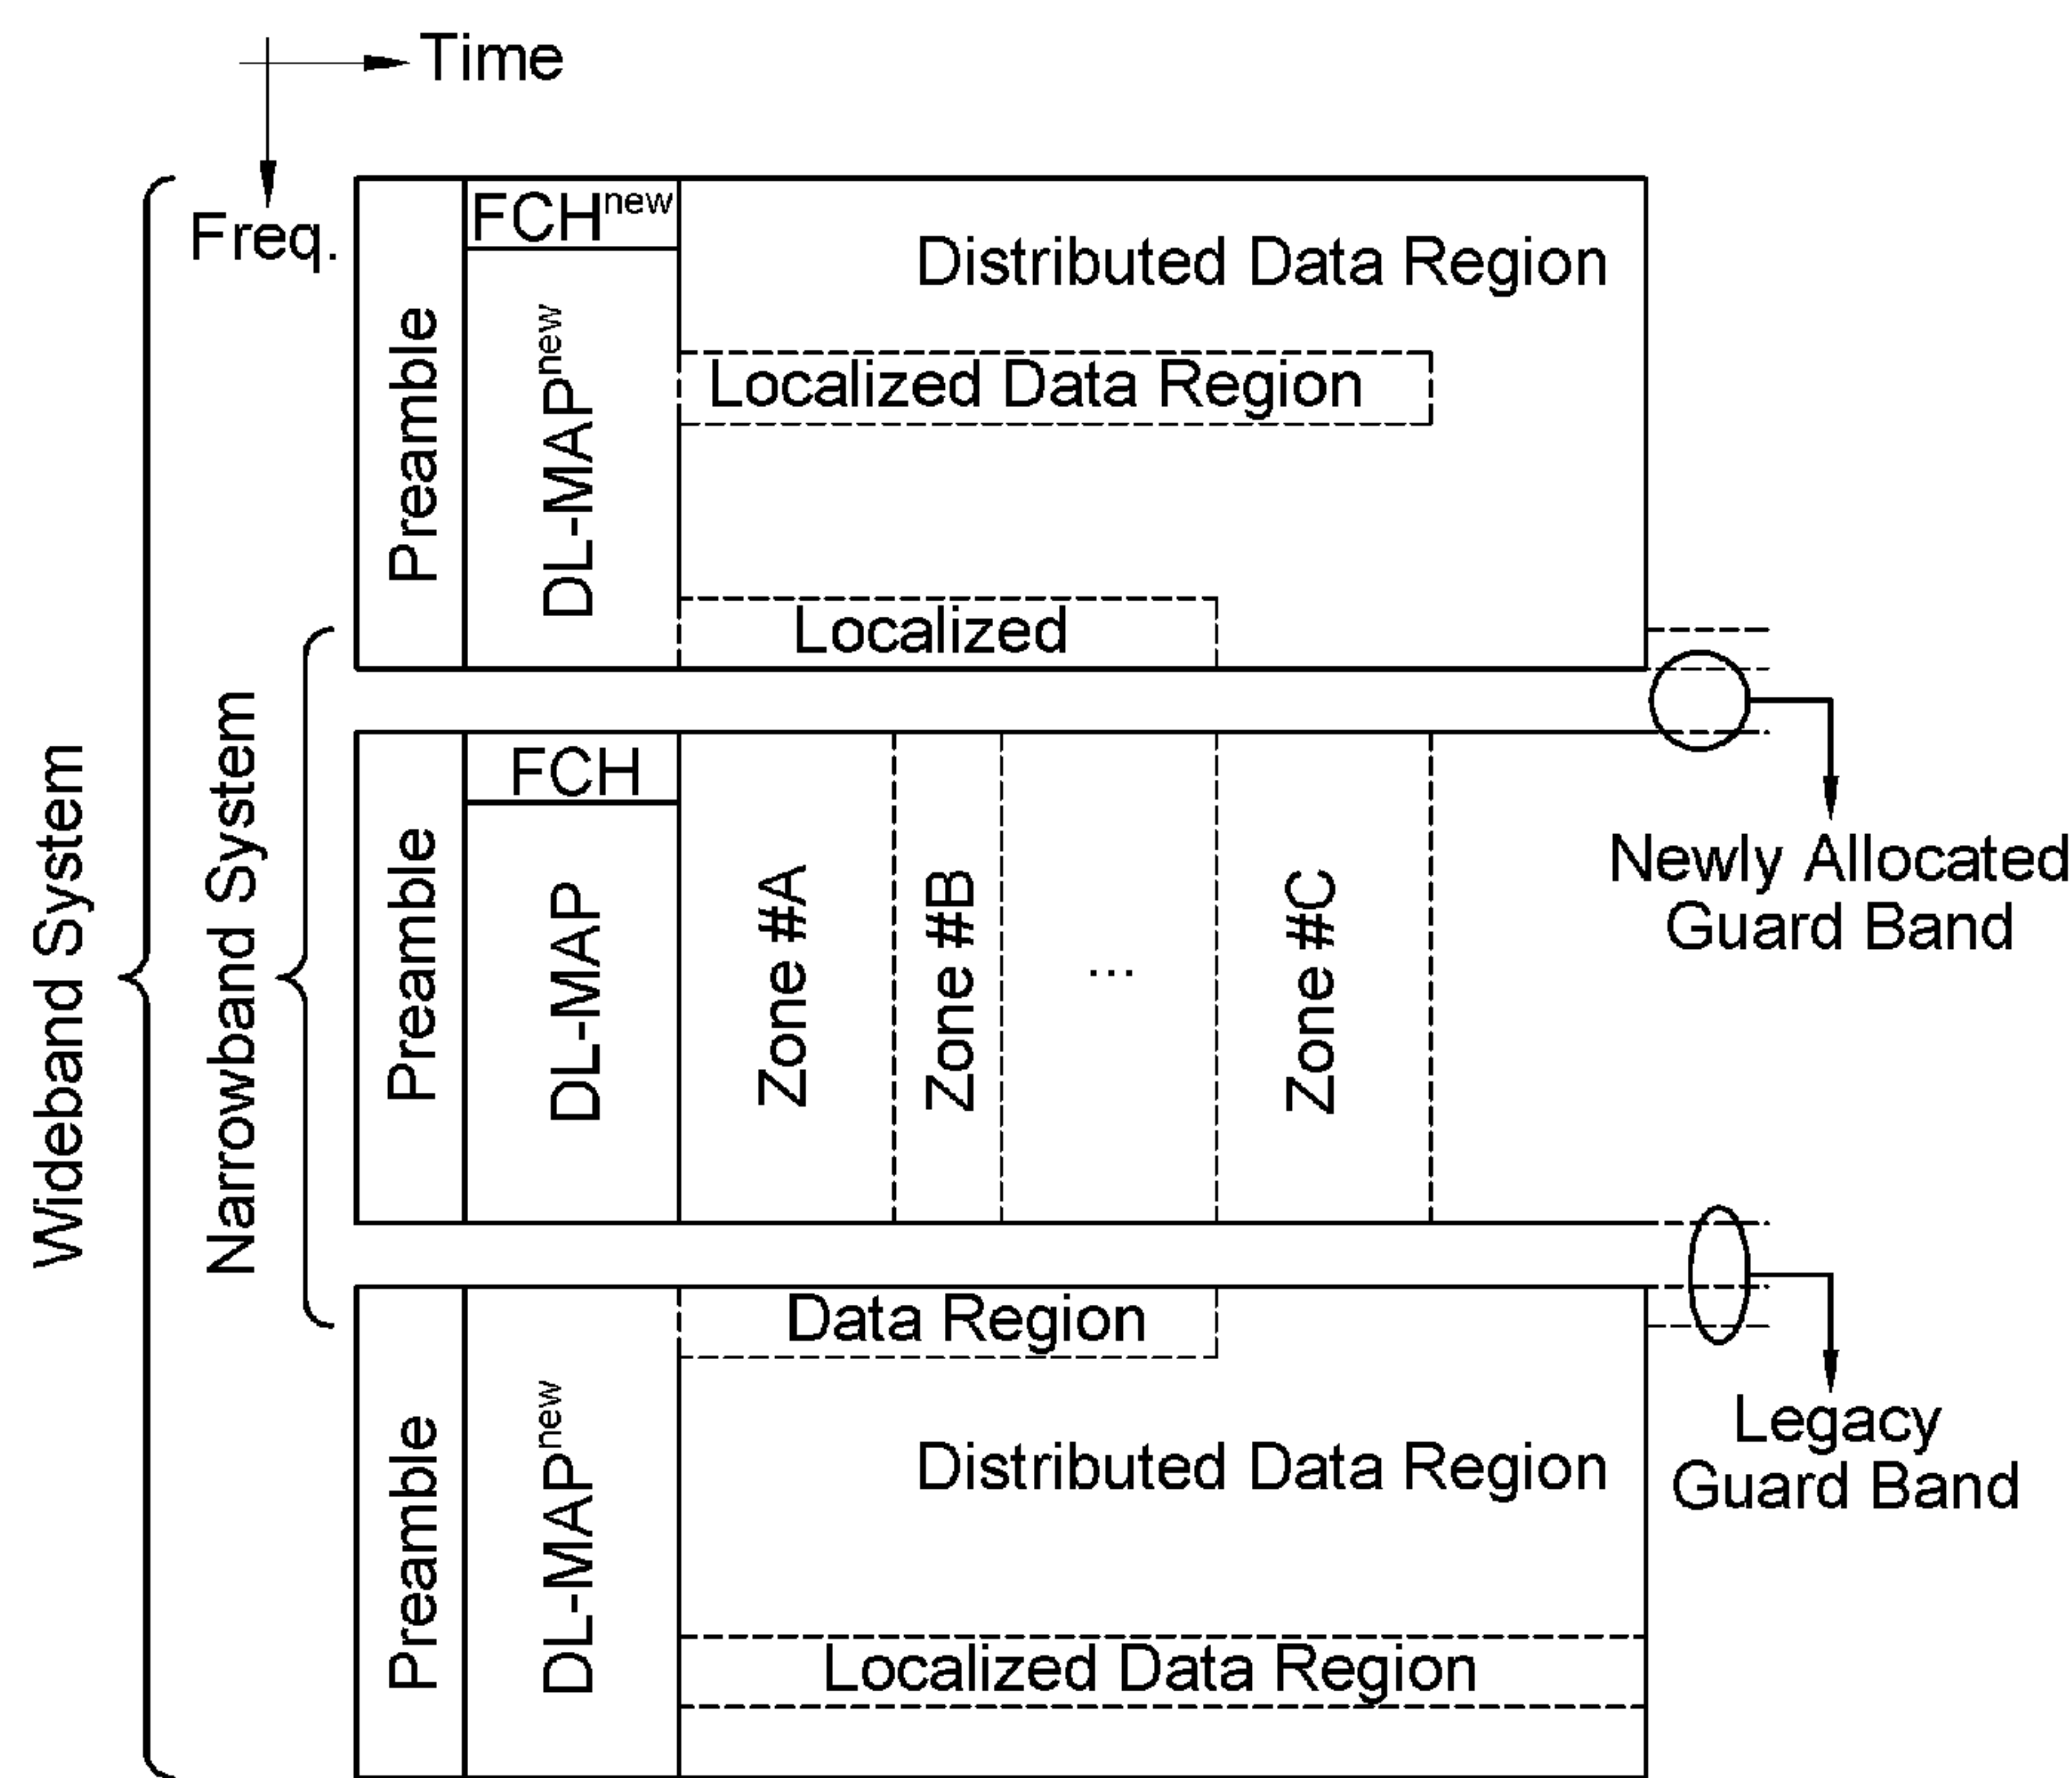 Time
Freq.
Wideband System
Narrowband System
Preamble
FCHnew
DL-MAPnew
Distributed Data Region
Localized Data Region
Localized
Preamble
FCH
DL-MAP
Zone #A
Zone #B
...
Zone #C
Newly Allocated
Guard Band
Preamble
DL-MAPnew
Data Region
Distributed Data Region
Localized Data Region
Legacy
Guard Band